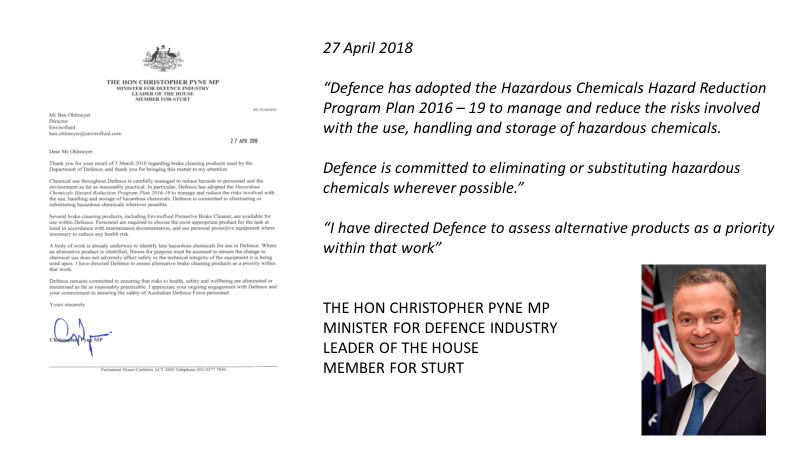 THE HON CHRISTOPHER PYNE MP
MINISTER FOR DEFENCE INDUSTRY
LEADER OF THE HOUSE
MEMBER FOR STURT
Mr Ben Ohlmeyer
Director
Envirofluid
ben.ohlmeyer@envirofluid.com
27 APR 2018
Dear Mr Ohlmeyer
Thank you for your email of 3 March 2018 regarding brake cleaning products used by the
Department of Defence, and thank you for bringing this matter to my attention.
Chemical use throughout Defence is carefully managed to reduce hazards to personnel and the
environment as far as reasonably practical. In particular, Defence has adopted the Hazardous
Chemicals Hazard Reduction Program Plan 2016-19 to manage and reduce the risks involved with
the use, handling and storage of hazardous chemicals. Defence is committed to eliminating or
substituting hazardous chemicals wherever possible.
Several brake cleaning products, including Envirofluid Purasolve Brake Cleaner, are available for
use within Defence. Personnel are required to choose the most appropriate product for the task at
hand in accordance with maintenance documentation, and use personal protective equipment where
necessary to reduce any health risk.
A body of work is already underway to identify less hazardous chemicals for use in Defence. Where
an alternative product is identified, fitness for purpose must be assessed to ensure the change in
chemical use does not adversely affect safety or the technical integrity of the equipment it is being
used upon. I have directed Defence to assess alternative brake cleaning products as a priority within
that work.
Defence remains committed to ensuring that risks to health, safety and wellbeing are eliminated or
minimised as far as reasonably practicable. I appreciate your ongoing engagement with Defence and
your commitment to ensuring the safety of Australian Defence Force personnel.
Yours sincerely
Christopher Pyne MP
Parliament House Canberra ACT 2600 Telephone (02) 6277 7840
27 April 2018
“Defence has adopted the Hazardous Chemicals Hazard Reduction
Program Plan 2016 – 19 to manage and reduce the risks involved
with the use, handling and storage of hazardous chemicals.
Defence is committed to eliminating or substituting hazardous
chemicals wherever possible.”
“I have directed Defence to assess alternative products as a priority
within that work”
THE HON CHRISTOPHER PYNE MP
MINISTER FOR DEFENCE INDUSTRY
LEADER OF THE HOUSE
MEMBER FOR STURT